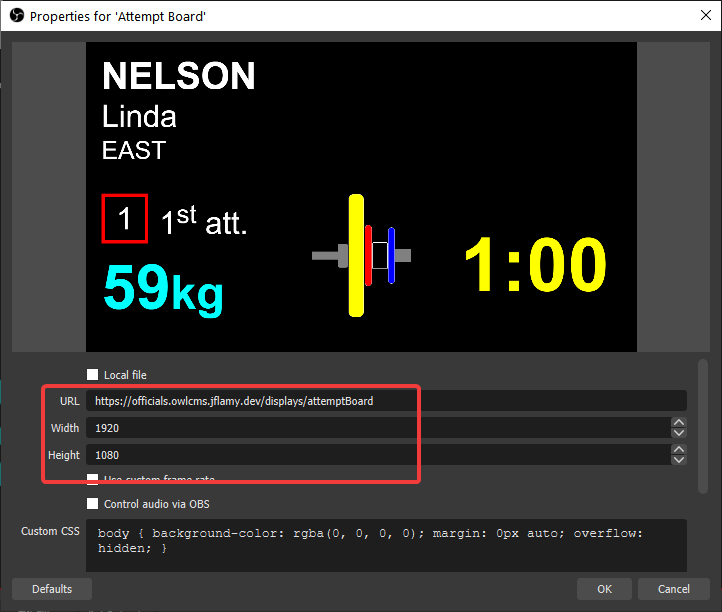 Properties for 'Attempt Board'
NELSON
Linda
EAST
1 1st att.
59kg
1:00
Local file
URL https://officials.owlcms.jflamy.dev/displays/attemptBoard
Width 1920
Height 1080
Use custom frame rate
Control audio via OBS
Custom CSS body { background-color: rgba(0, 0, 0, 0); margin: 0px auto; overflow:
hidden; }
Defaults OK Cancel